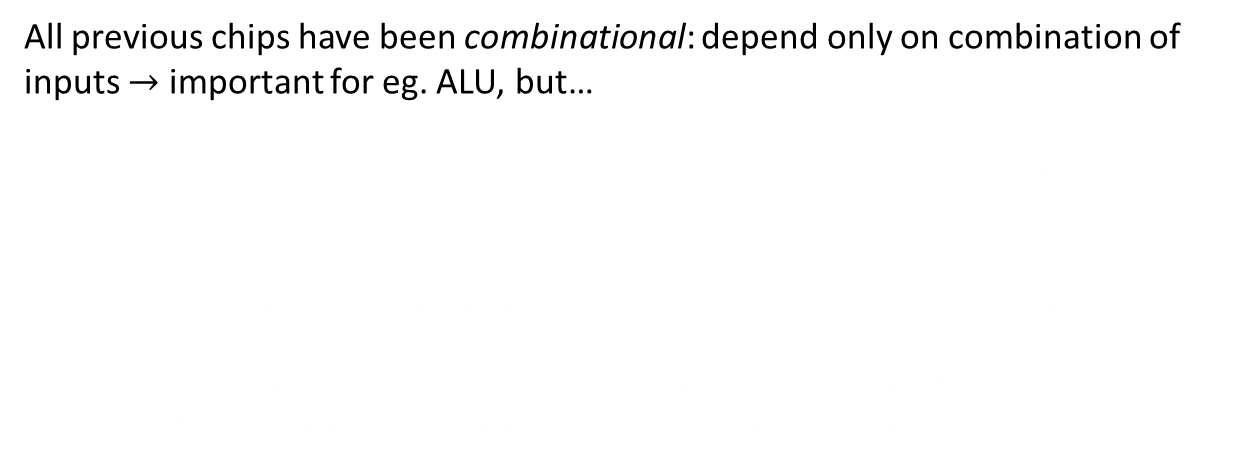 All previous chips have been combinational: depend only on combination of
inputs → important for eg. ALU, but…